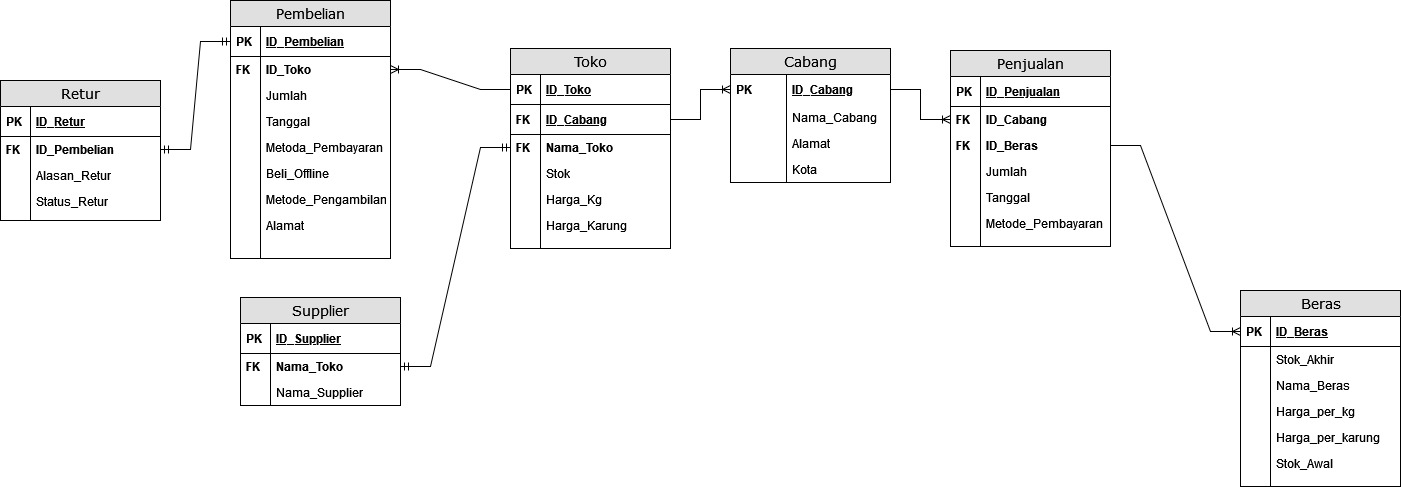 Retur
PK ID_Retur
FK ID_Pembelian
Alasan_Retur
Status_Retur
Pembelian
PK ID_Pembelian
FK ID_Toko
Jumlah
Tanggal
Metoda_Pembayaran
Beli_Offline
Metode_Pengambilan
Alamat
Supplier
PK ID_Supplier
FK Nama_Toko
Nama_Supplier
Toko
PK ID_Toko
FK ID_Cabang
FK Nama_Toko
Stok
Harga_Kg
Harga_Karung
Cabang
PK ID_Cabang
Nama_Cabang
Alamat
Kota
Penjualan
PK ID_Penjualan
FK ID_Cabang
FK ID_Beras
Jumlah
Tanggal
Metode_Pembayaran
Beras
PK ID_Beras
Stok_Akhir
Nama_Beras
Harga_per_kg
Harga_per_karung
Stok_Awal